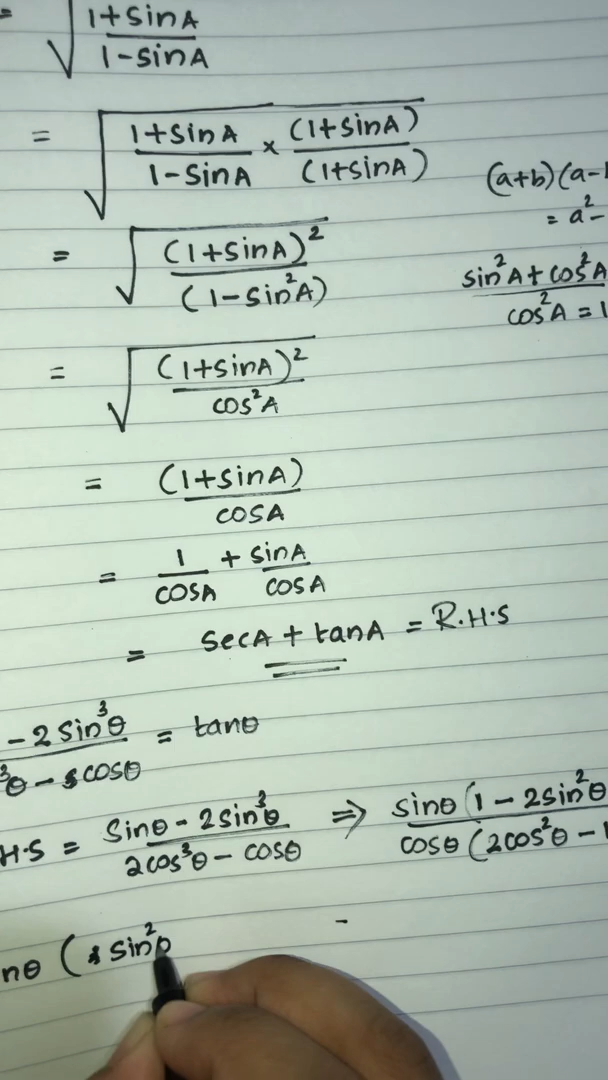 = √(1+sinA / 1-sinA)
= √(1+sinA / 1-sinA × (1+sinA) / (1+sinA))
(a+b)(a-
= a²-
= √((1+sinA)² / (1-sin²A))
sin²A+cos²A
cos²A = 1
= √((1+sinA)² / cos²A)
= (1+sinA) / cosA
= 1/cosA + sinA/cosA
= secA + tanA = R.H.S
- 2sin³θ / ³θ - cosθ = tanθ
H.S = sinθ - 2sin³θ / 2cos³θ - cosθ ⇒ sinθ(1 - 2sin²θ / cosθ(2cos²θ - 1
nθ ( sin²θ -